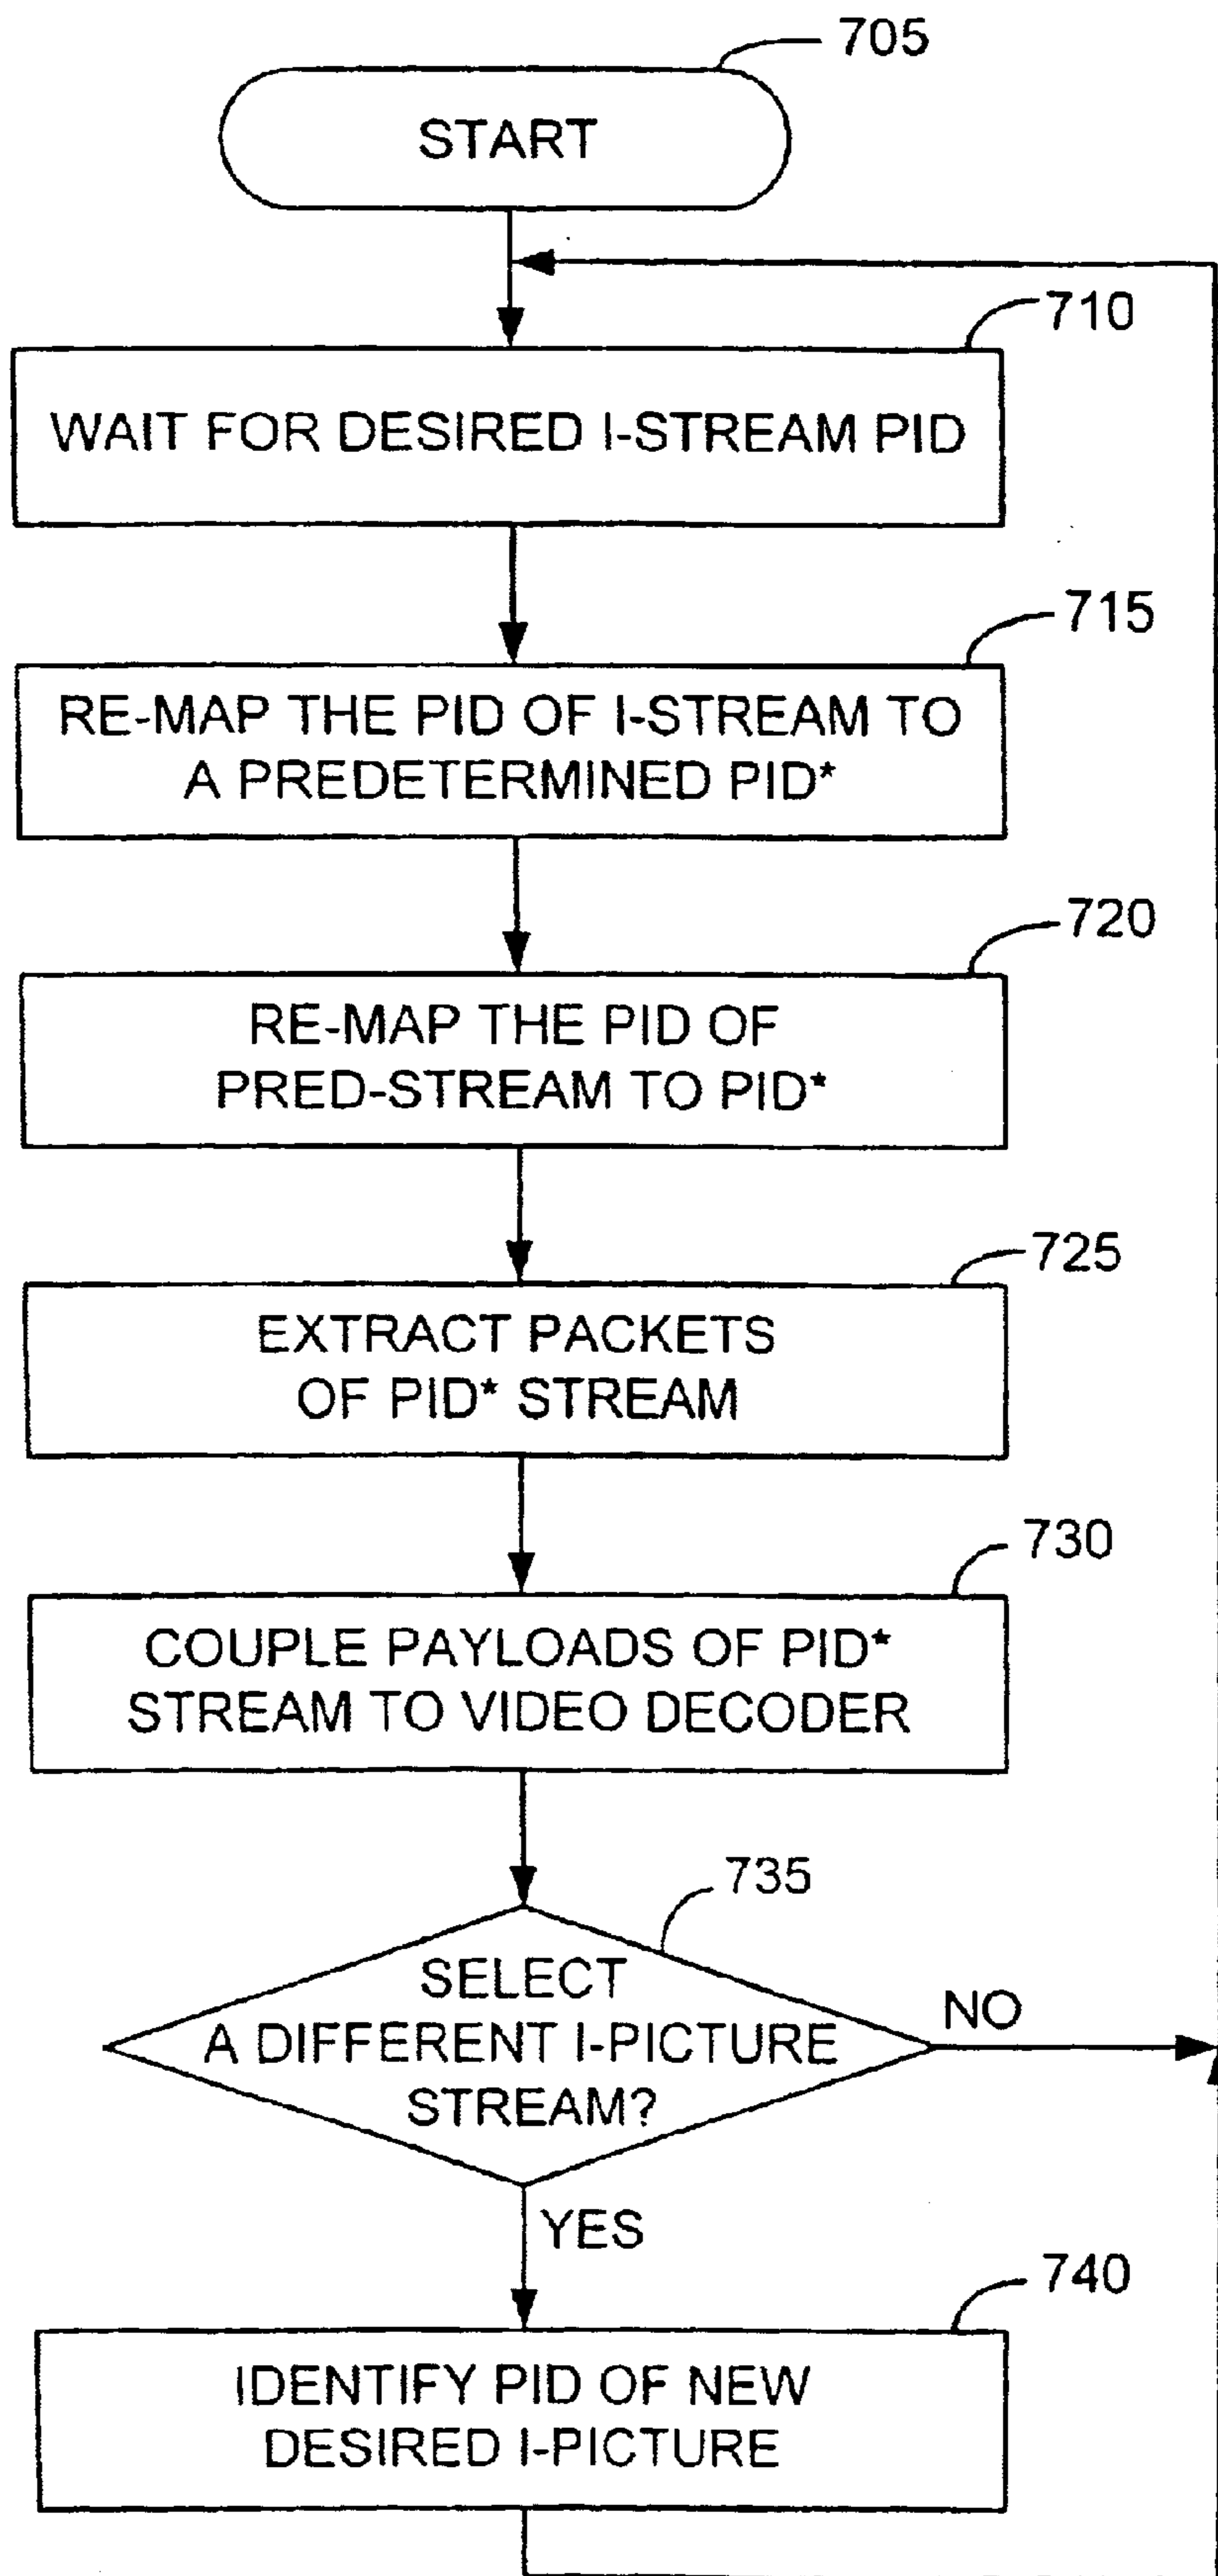 705
START
710
WAIT FOR DESIRED I-STREAM PID
715
RE-MAP THE PID OF I-STREAM TO
A PREDETERMINED PID*
720
RE-MAP THE PID OF
PRED-STREAM TO PID*
725
EXTRACT PACKETS
OF PID* STREAM
730
COUPLE PAYLOADS OF PID*
STREAM TO VIDEO DECODER
735
SELECT
A DIFFERENT I-PICTURE
STREAM?
NO
YES
740
IDENTIFY PID OF NEW
DESIRED I-PICTURE